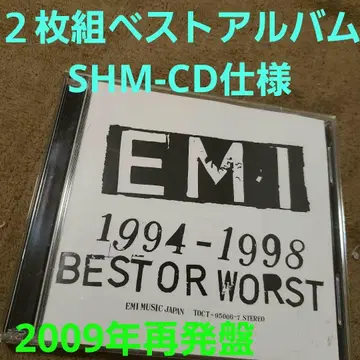 2枚組ベストアルバム
SHM-CD仕様
EMI
1994-1998
BEST OR WORST
EMI MUSIC JAPAN TOCT-95066-7 STEREO
2009年再発盤